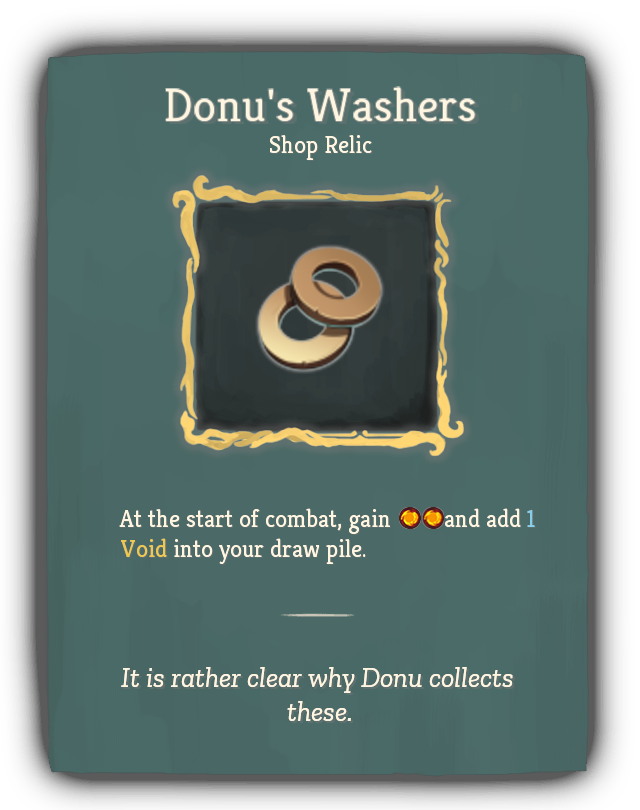 Donu's Washers
Shop Relic
At the start of combat, gain and add 1
Void into your draw pile.
It is rather clear why Donu collects
these.